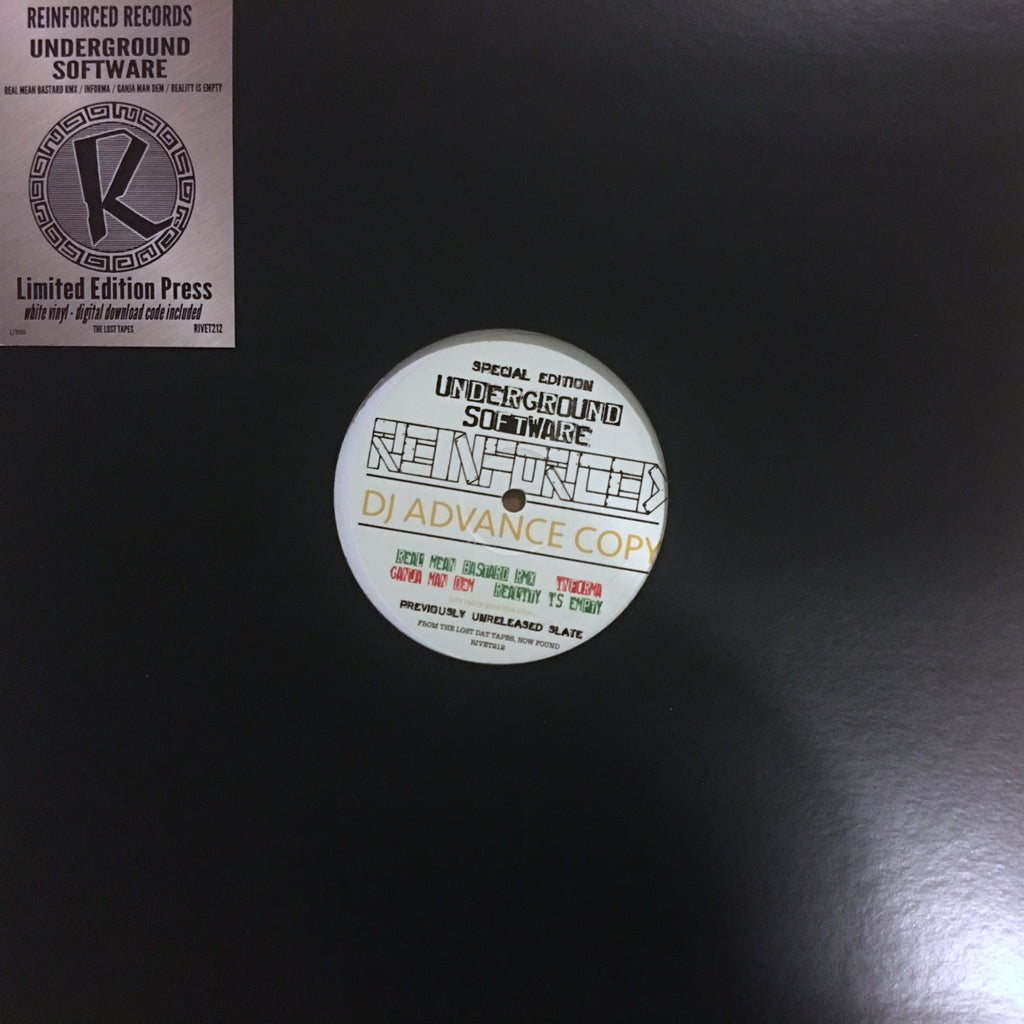 REINFORCED RECORDS
UNDERGROUND
SOFTWARE
REAL MEAN BASTARD RMX / INFORMA / GANJA MAN DEM / REALITY IS EMPTY
R
Limited Edition Press
white vinyl - digital download code included
1/990 THE LOST TAPES RIVET212
SPECIAL EDITION
UNDERGROUND
SOFTWARE
REINFORCED
DJ ADVANCE COPY
REAL MEAN BASTARD RMX INFORMA
GANJA MAN DEM REALITY IS EMPTY
PREVIOUSLY UNRELEASED SLATE
FROM THE LOST DAT TAPES, NOW FOUND
RIVET212